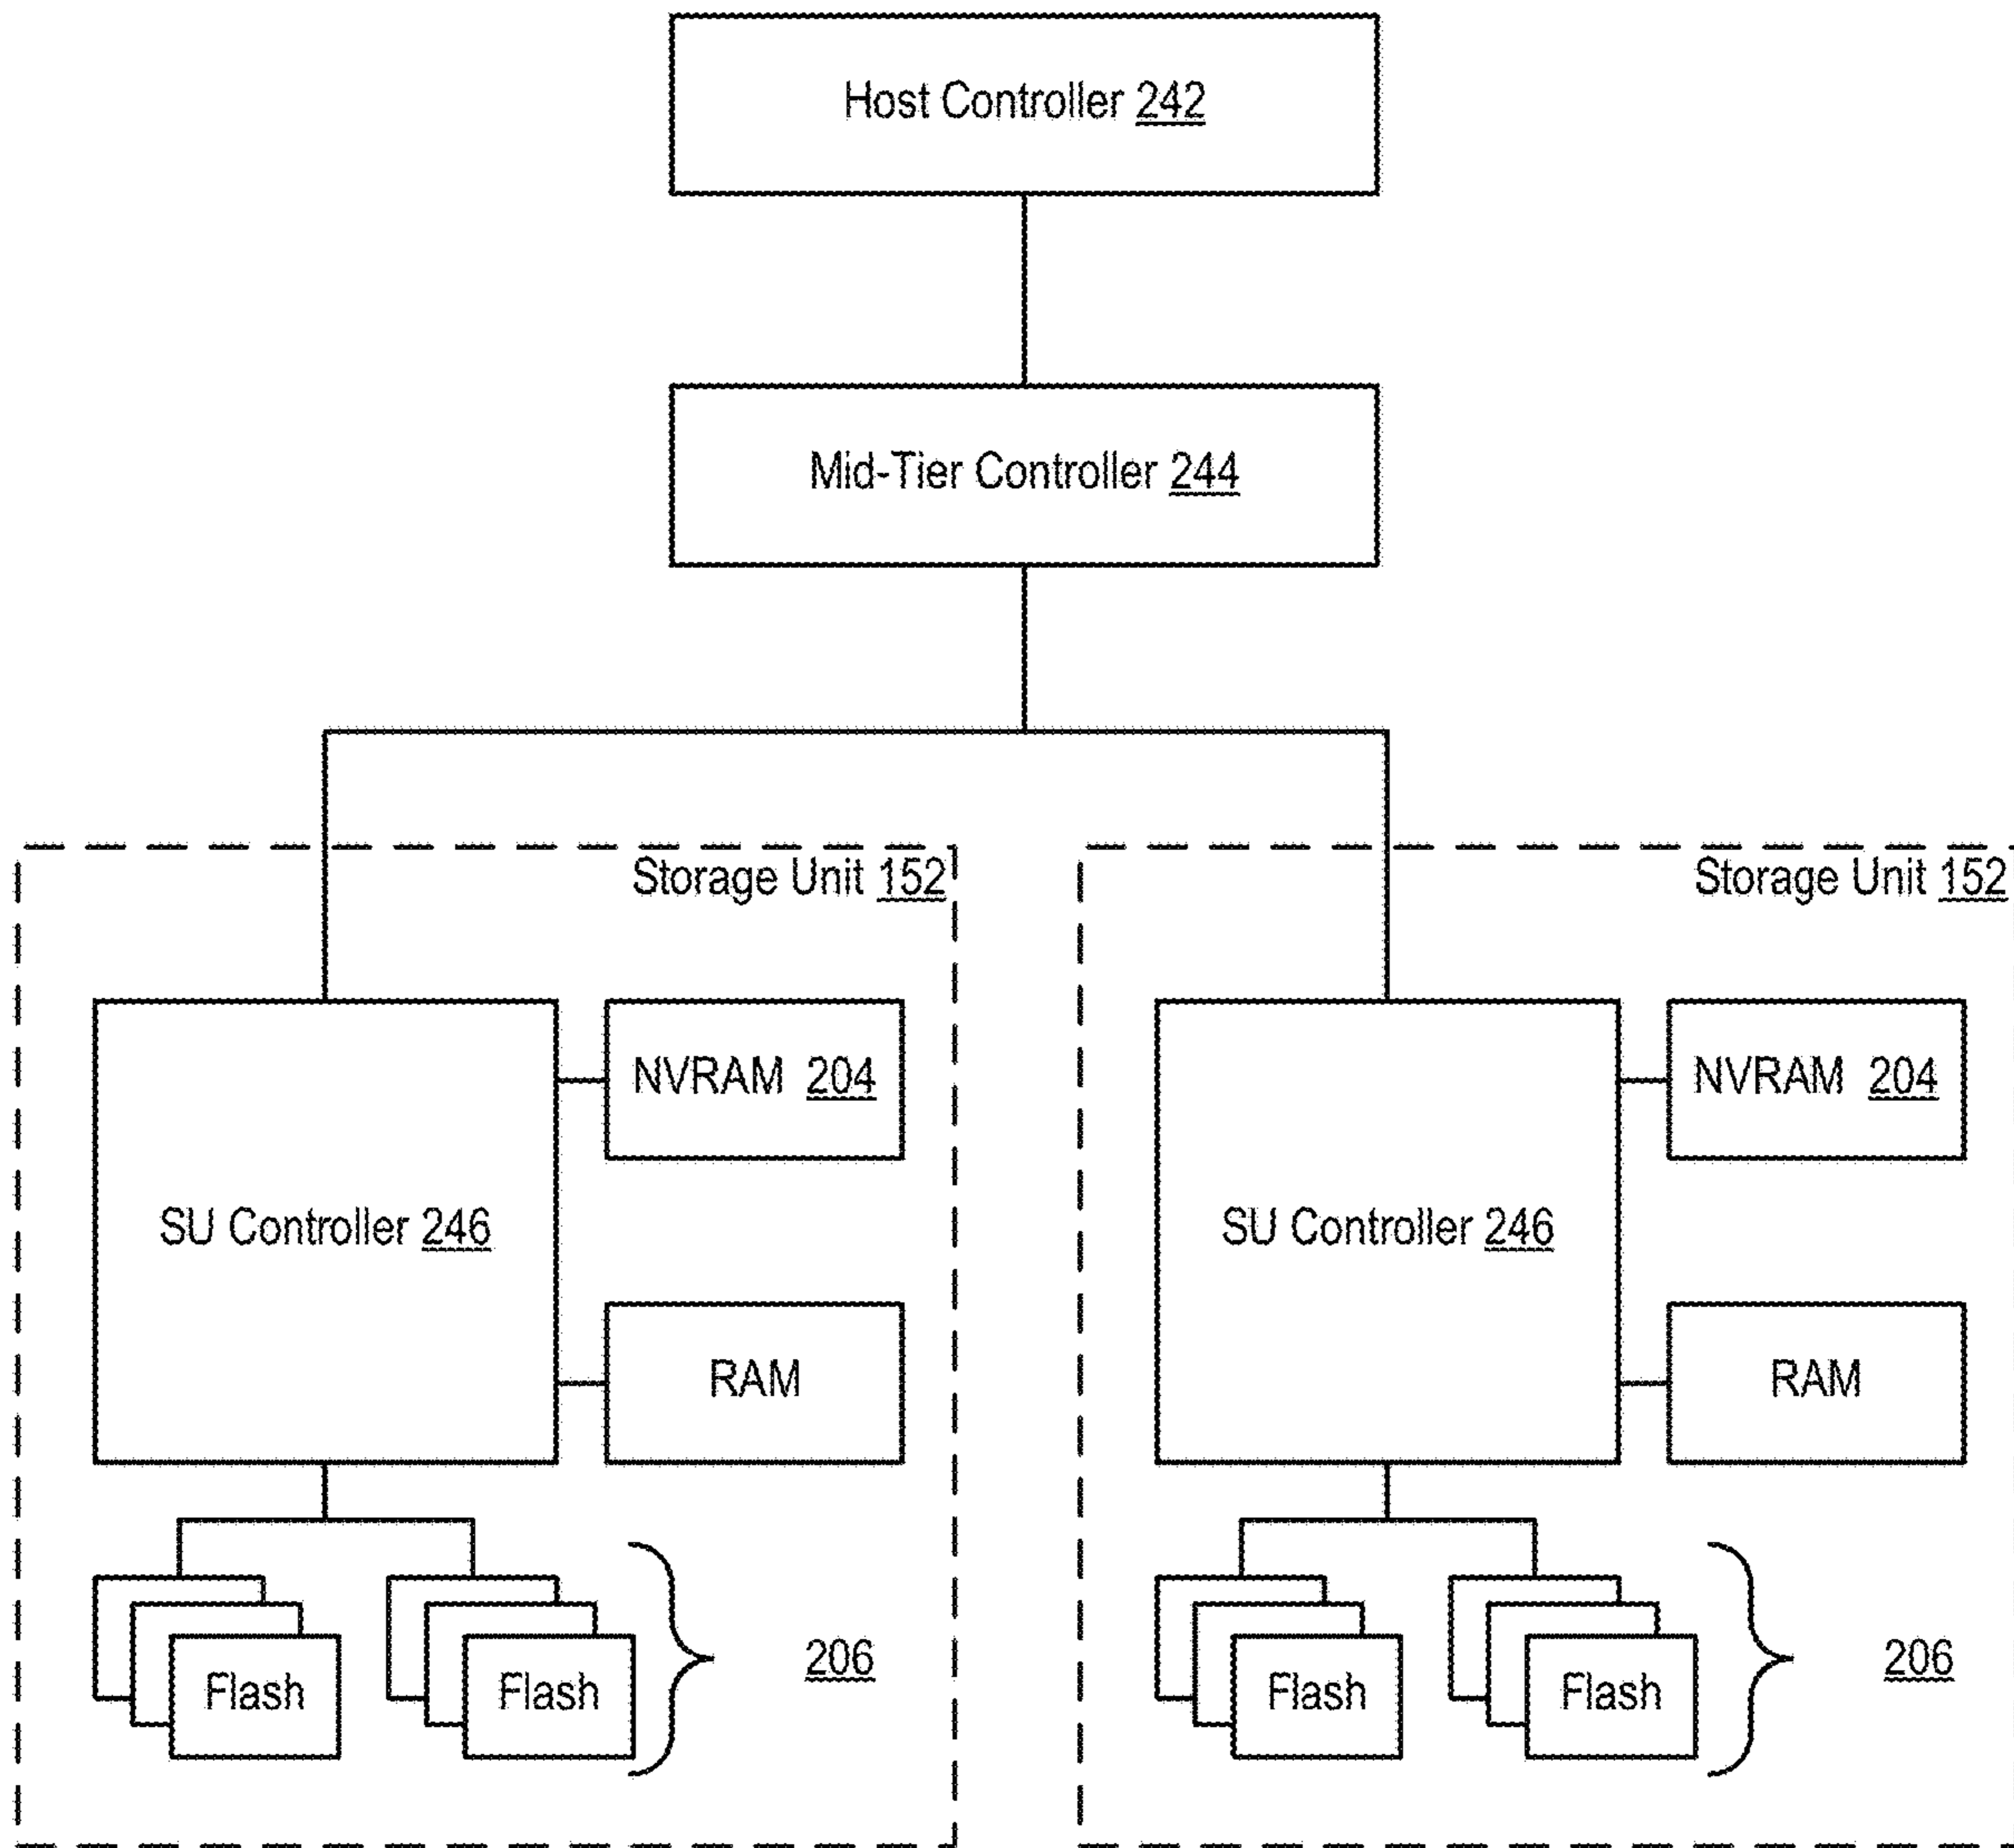 Host Controller 242
Mid-Tier Controller 244
Storage Unit 152
SU Controller 246
NVRAM 204
RAM
Flash
Flash
206
Storage Unit 152
SU Controller 246
NVRAM 204
RAM
Flash
Flash
206